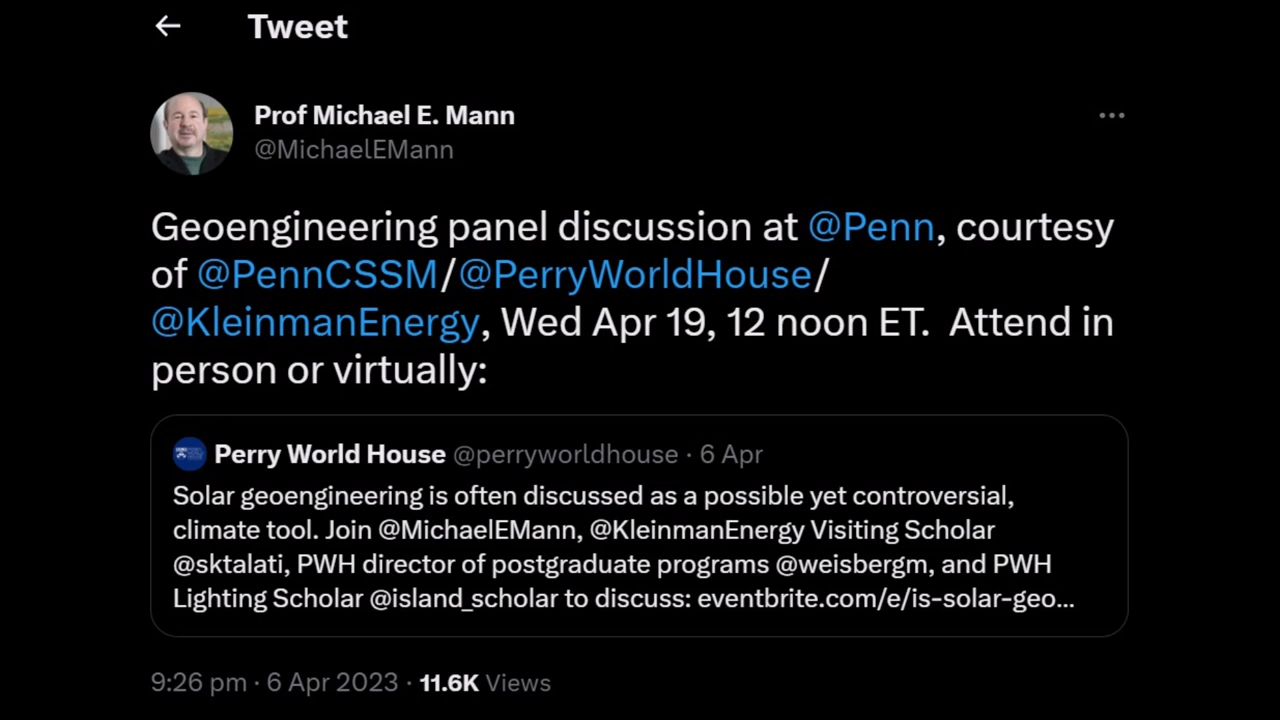 Tweet
Prof Michael E. Mann
@MichaelEMann
Geoengineering panel discussion at @Penn, courtesy
of @PennCSSM/@PerryWorldHouse/
@KleinmanEnergy, Wed Apr 19, 12 noon ET. Attend in
person or virtually:
Perry World House @perryworldhouse · 6 Apr
Solar geoengineering is often discussed as a possible yet controversial,
climate tool. Join @MichaelEMann, @KleinmanEnergy Visiting Scholar
@sktalati, PWH director of postgraduate programs @weisbergm, and PWH
Lighting Scholar @island_scholar to discuss: eventbrite.com/e/is-solar-geo...
9:26 pm · 6 Apr 2023 · 11.6K Views